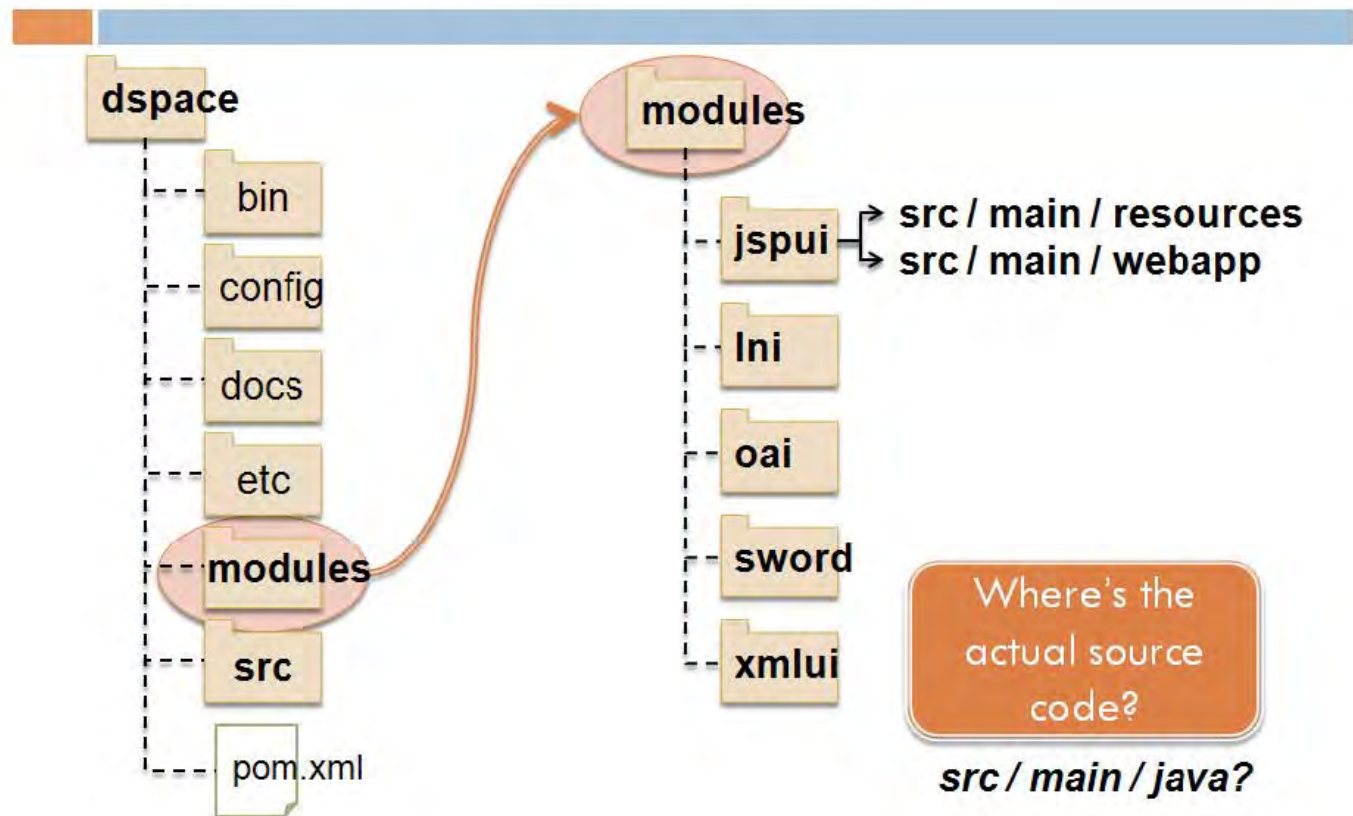 dspace
bin
config
docs
etc
modules
src
pom.xml
modules
jspui
src / main / resources
src / main / webapp
lni
oai
sword
xmlui
Where's the
actual source
code?
src / main / java?